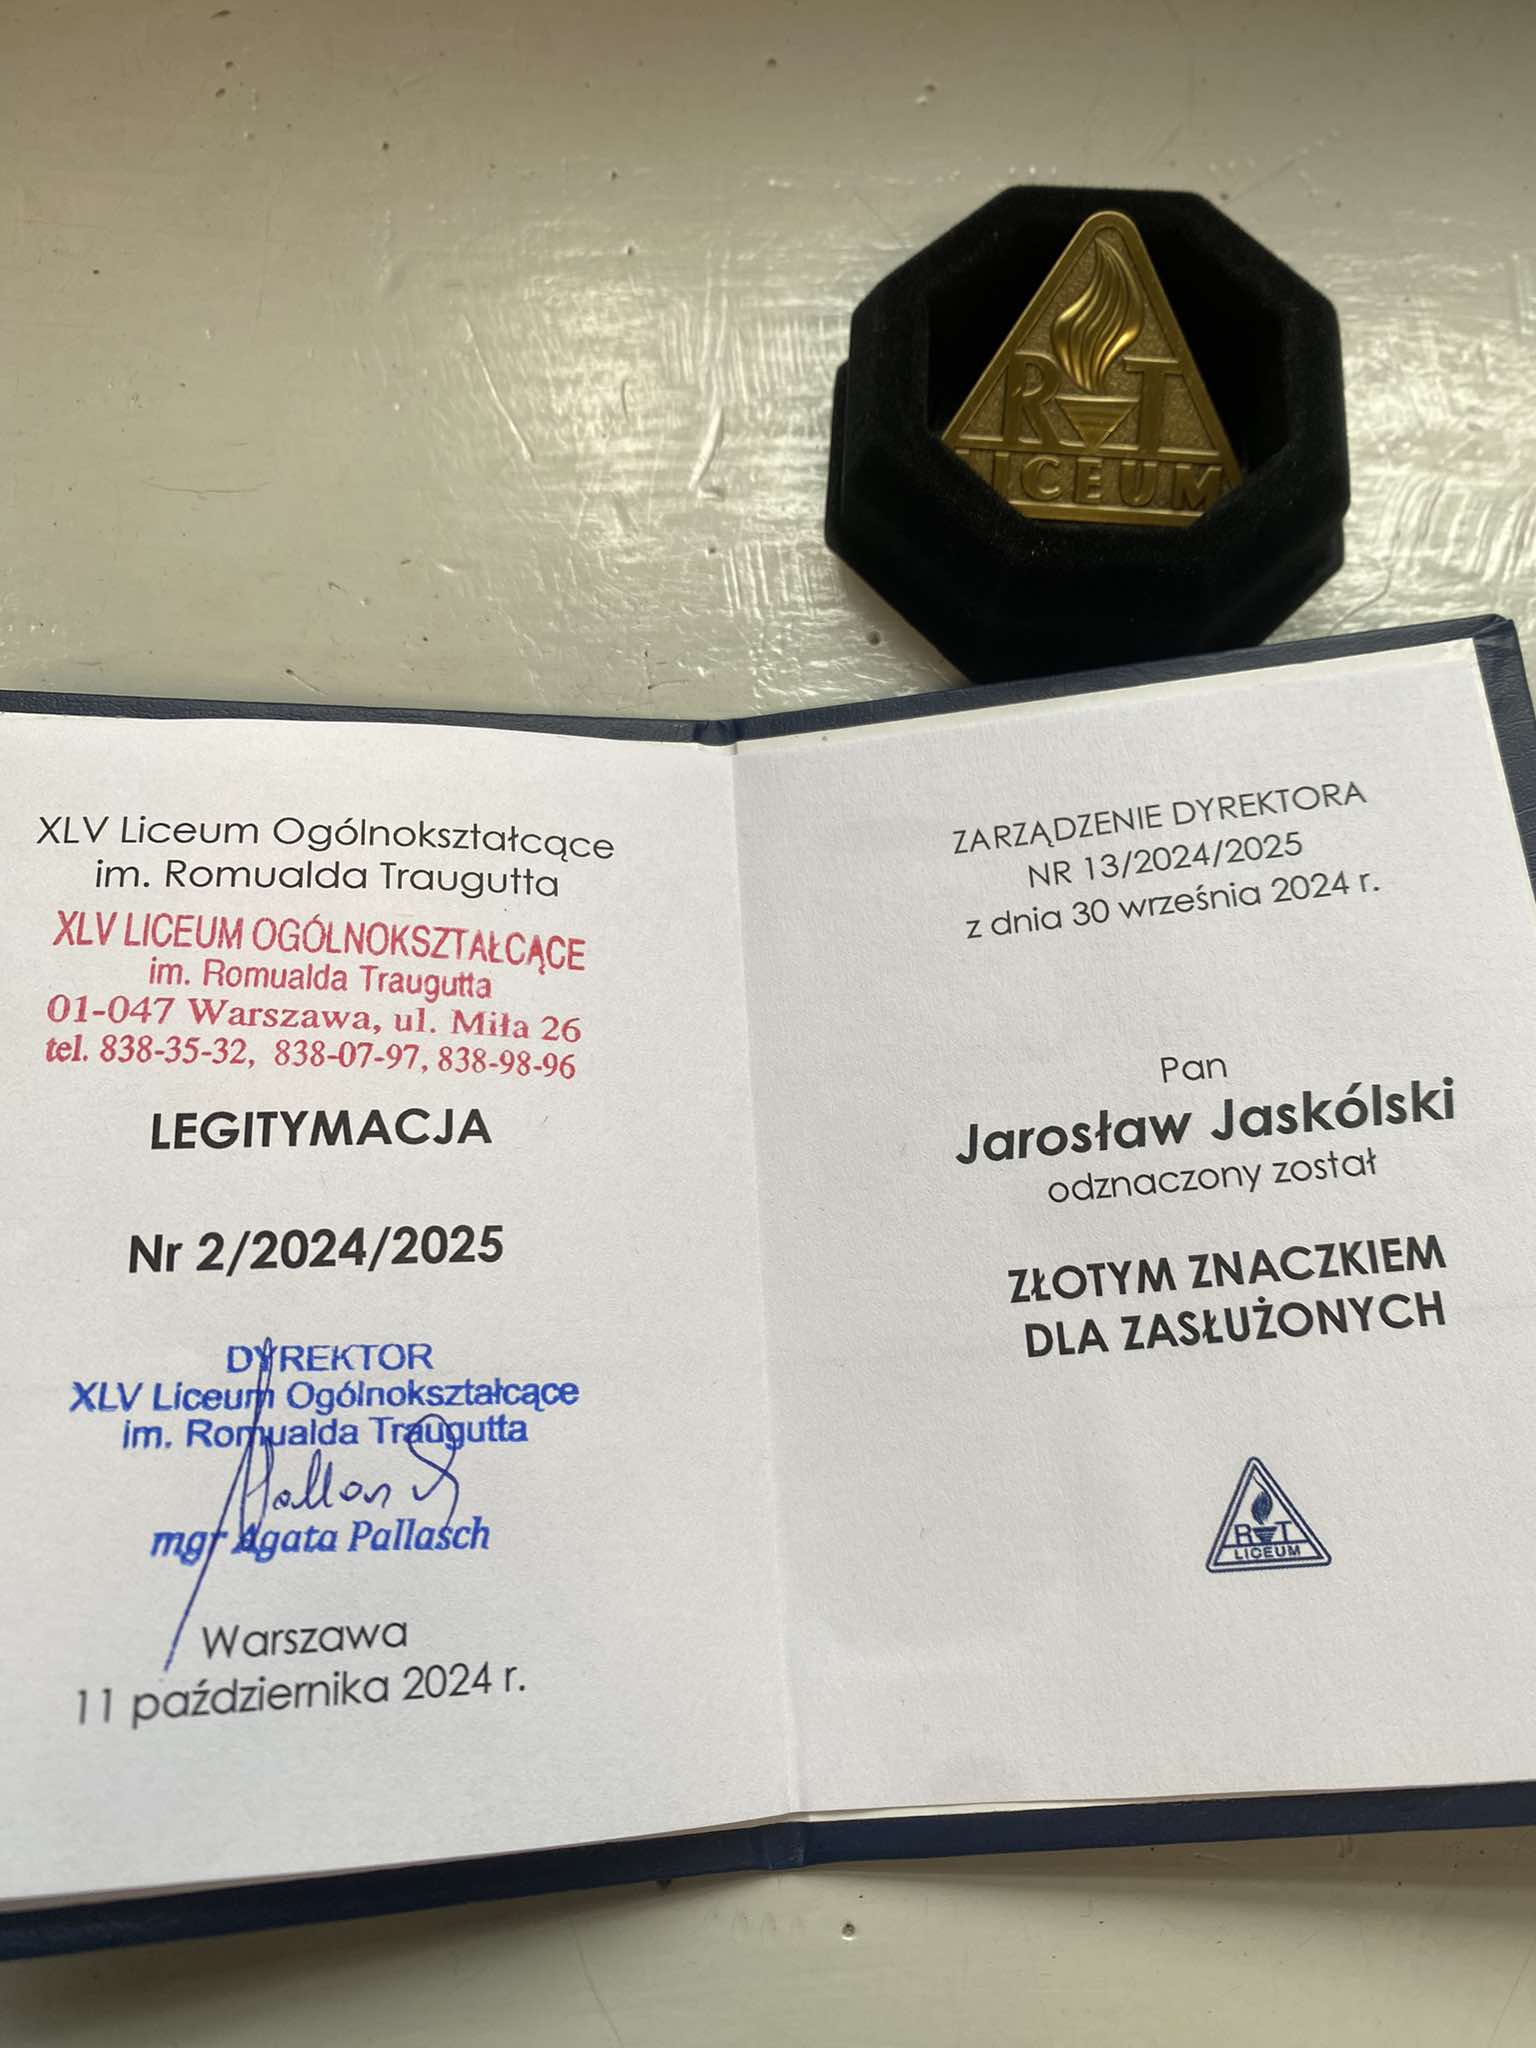 R T
LICEUM
XLV Liceum Ogólnokształcące
im. Romualda Traugutta
XLV LICEUM OGÓLNOKSZTAŁCĄCE
im. Romualda Traugutta
01-047 Warszawa, ul. Miła 26
tel. 838-35-32, 838-07-97, 838-98-96
LEGITYMACJA
Nr 2/2024/2025
DYREKTOR
XLV Liceum Ogólnokształcące
im. Romualda Traugutta
mgr Agata Pallasch
Warszawa
11 października 2024 r.
ZARZĄDZENIE DYREKTORA
NR 13/2024/2025
z dnia 30 września 2024 r.
Pan
Jarosław Jaskólski
odznaczony został
ZŁOTYM ZNACZKIEM
DLA ZASŁUŻONYCH
R T
LICEUM